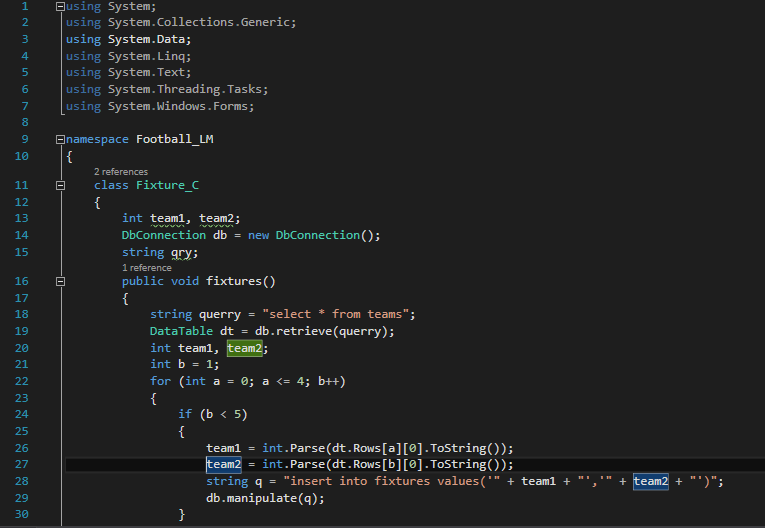 1 using System;
2 using System.Collections.Generic;
3 using System.Data;
4 using System.Linq;
5 using System.Text;
6 using System.Threading.Tasks;
7 using System.Windows.Forms;
8
9 namespace Football_LM
10 {
2 references
11 class Fixture_C
12 {
13 int team1, team2;
14 DbConnection db = new DbConnection();
15 string qry;
1 reference
16 public void fixtures()
17 {
18 string querry = "select * from teams";
19 DataTable dt = db.retrieve(querry);
20 int team1, team2;
21 int b = 1;
22 for (int a = 0; a <= 4; b++)
23 {
24 if (b < 5)
25 {
26 team1 = int.Parse(dt.Rows[a][0].ToString());
27 team2 = int.Parse(dt.Rows[b][0].ToString());
28 string q = "insert into fixtures values('" + team1 + "','" + team2 + "')";
29 db.manipulate(q);
30 }